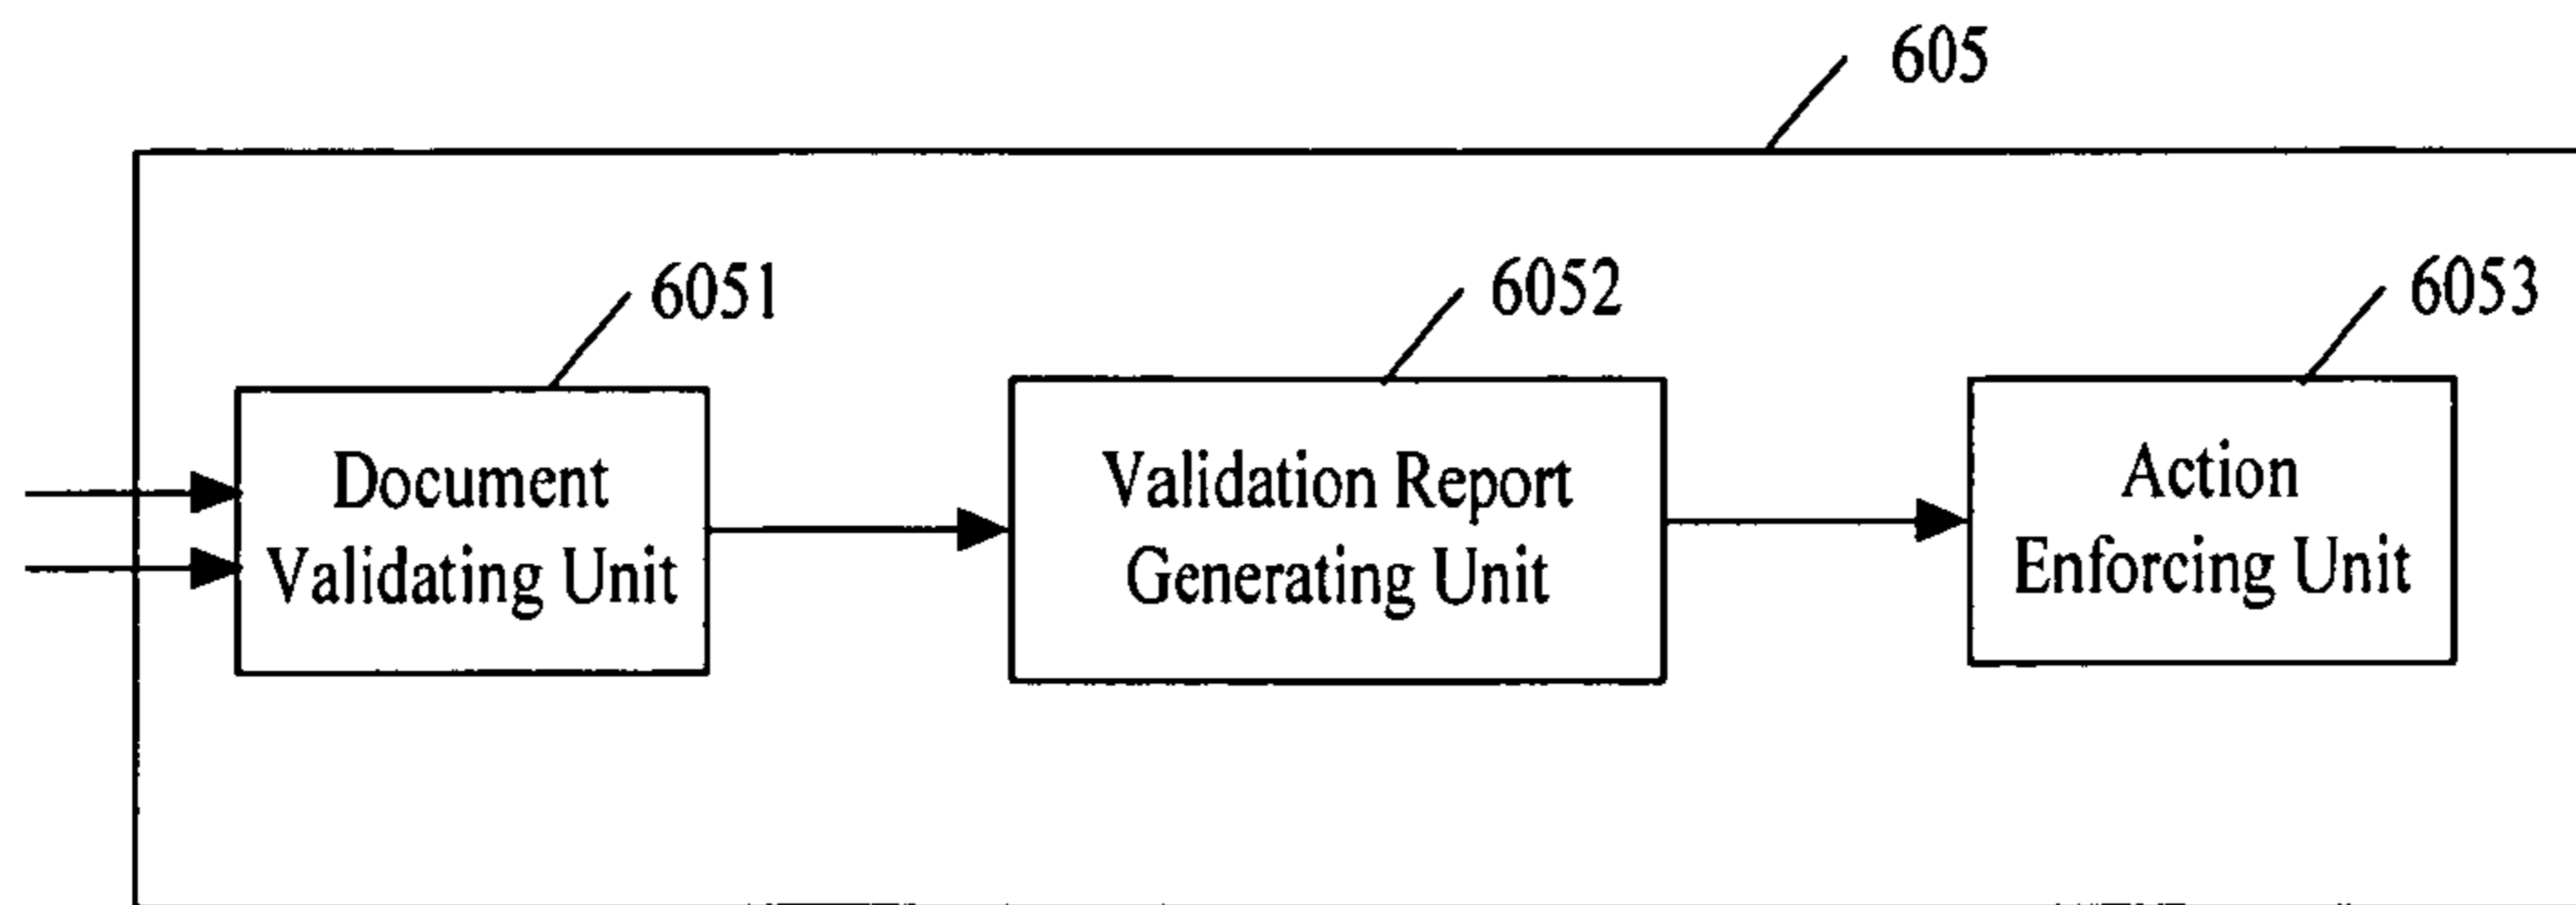 605
6051
6052
6053
Document
Validating Unit
Validation Report
Generating Unit
Action
Enforcing Unit